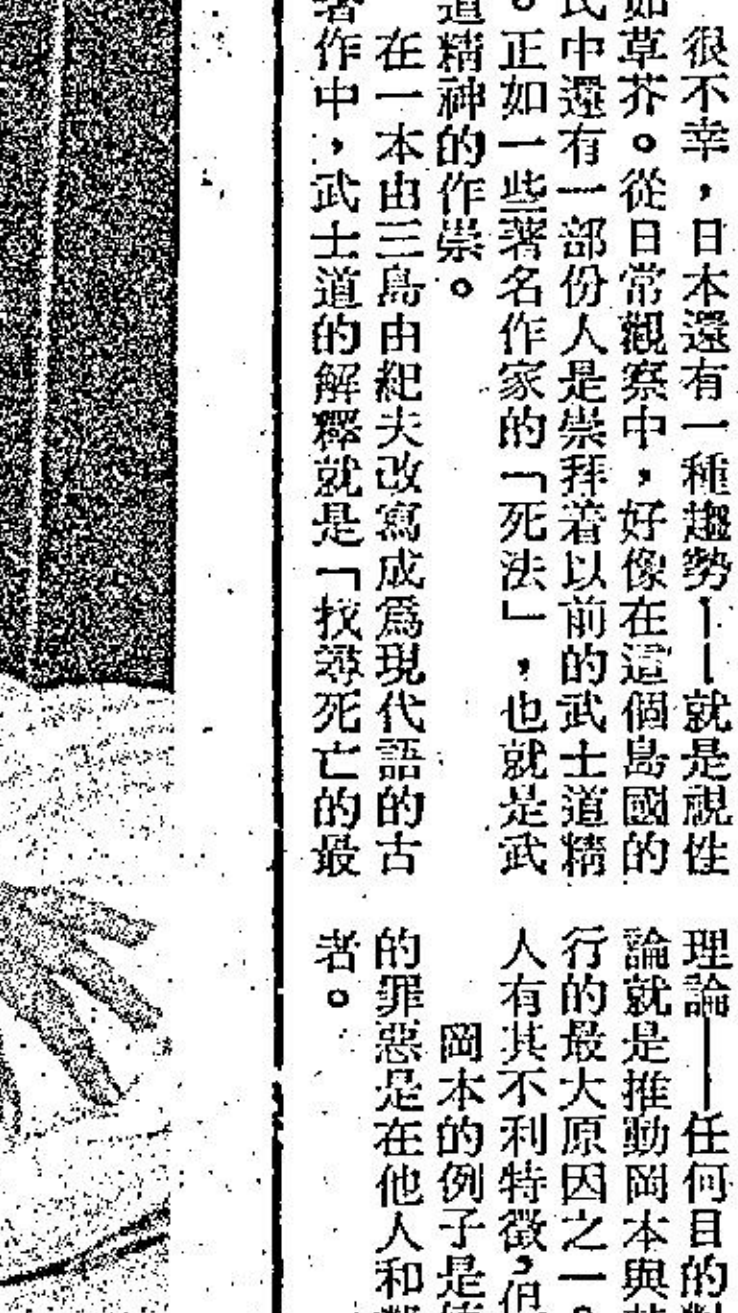 很不幸，日本還有一種趨勢——就是視性
如草芥。從日常觀察中，好像在這個島國的
民中還有一部份人是崇拜着以前的武士道精
。正如一些著名作家的「死法」，也就是武
道精神的作祟。
在一本由三島由紀夫改寫成爲現代語的古
著作中，武士道的解釋就是「找尋死亡的最
理論——任何目的
論就是推動岡本與
行的最大原因之一。
人有其不利特徵，但
岡本的例子是
的罪惡是在他人和
者。